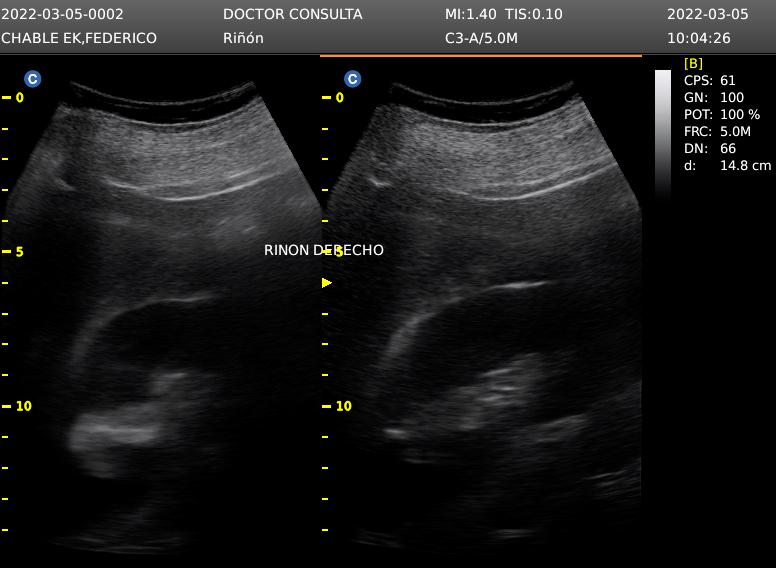 2022-03-05-0002 DOCTOR CONSULTA MI:1.40 TIS:0.10 2022-03-05
CHABLE EK,FEDERICO Riñón C3-A/5.0M 10:04:26
C C
0 0
[B]
CPS: 61
GN: 100
POT: 100 %
FRC: 5.0M
DN: 66
d: 14.8 cm
5 RINON DERECHO 5
10 10